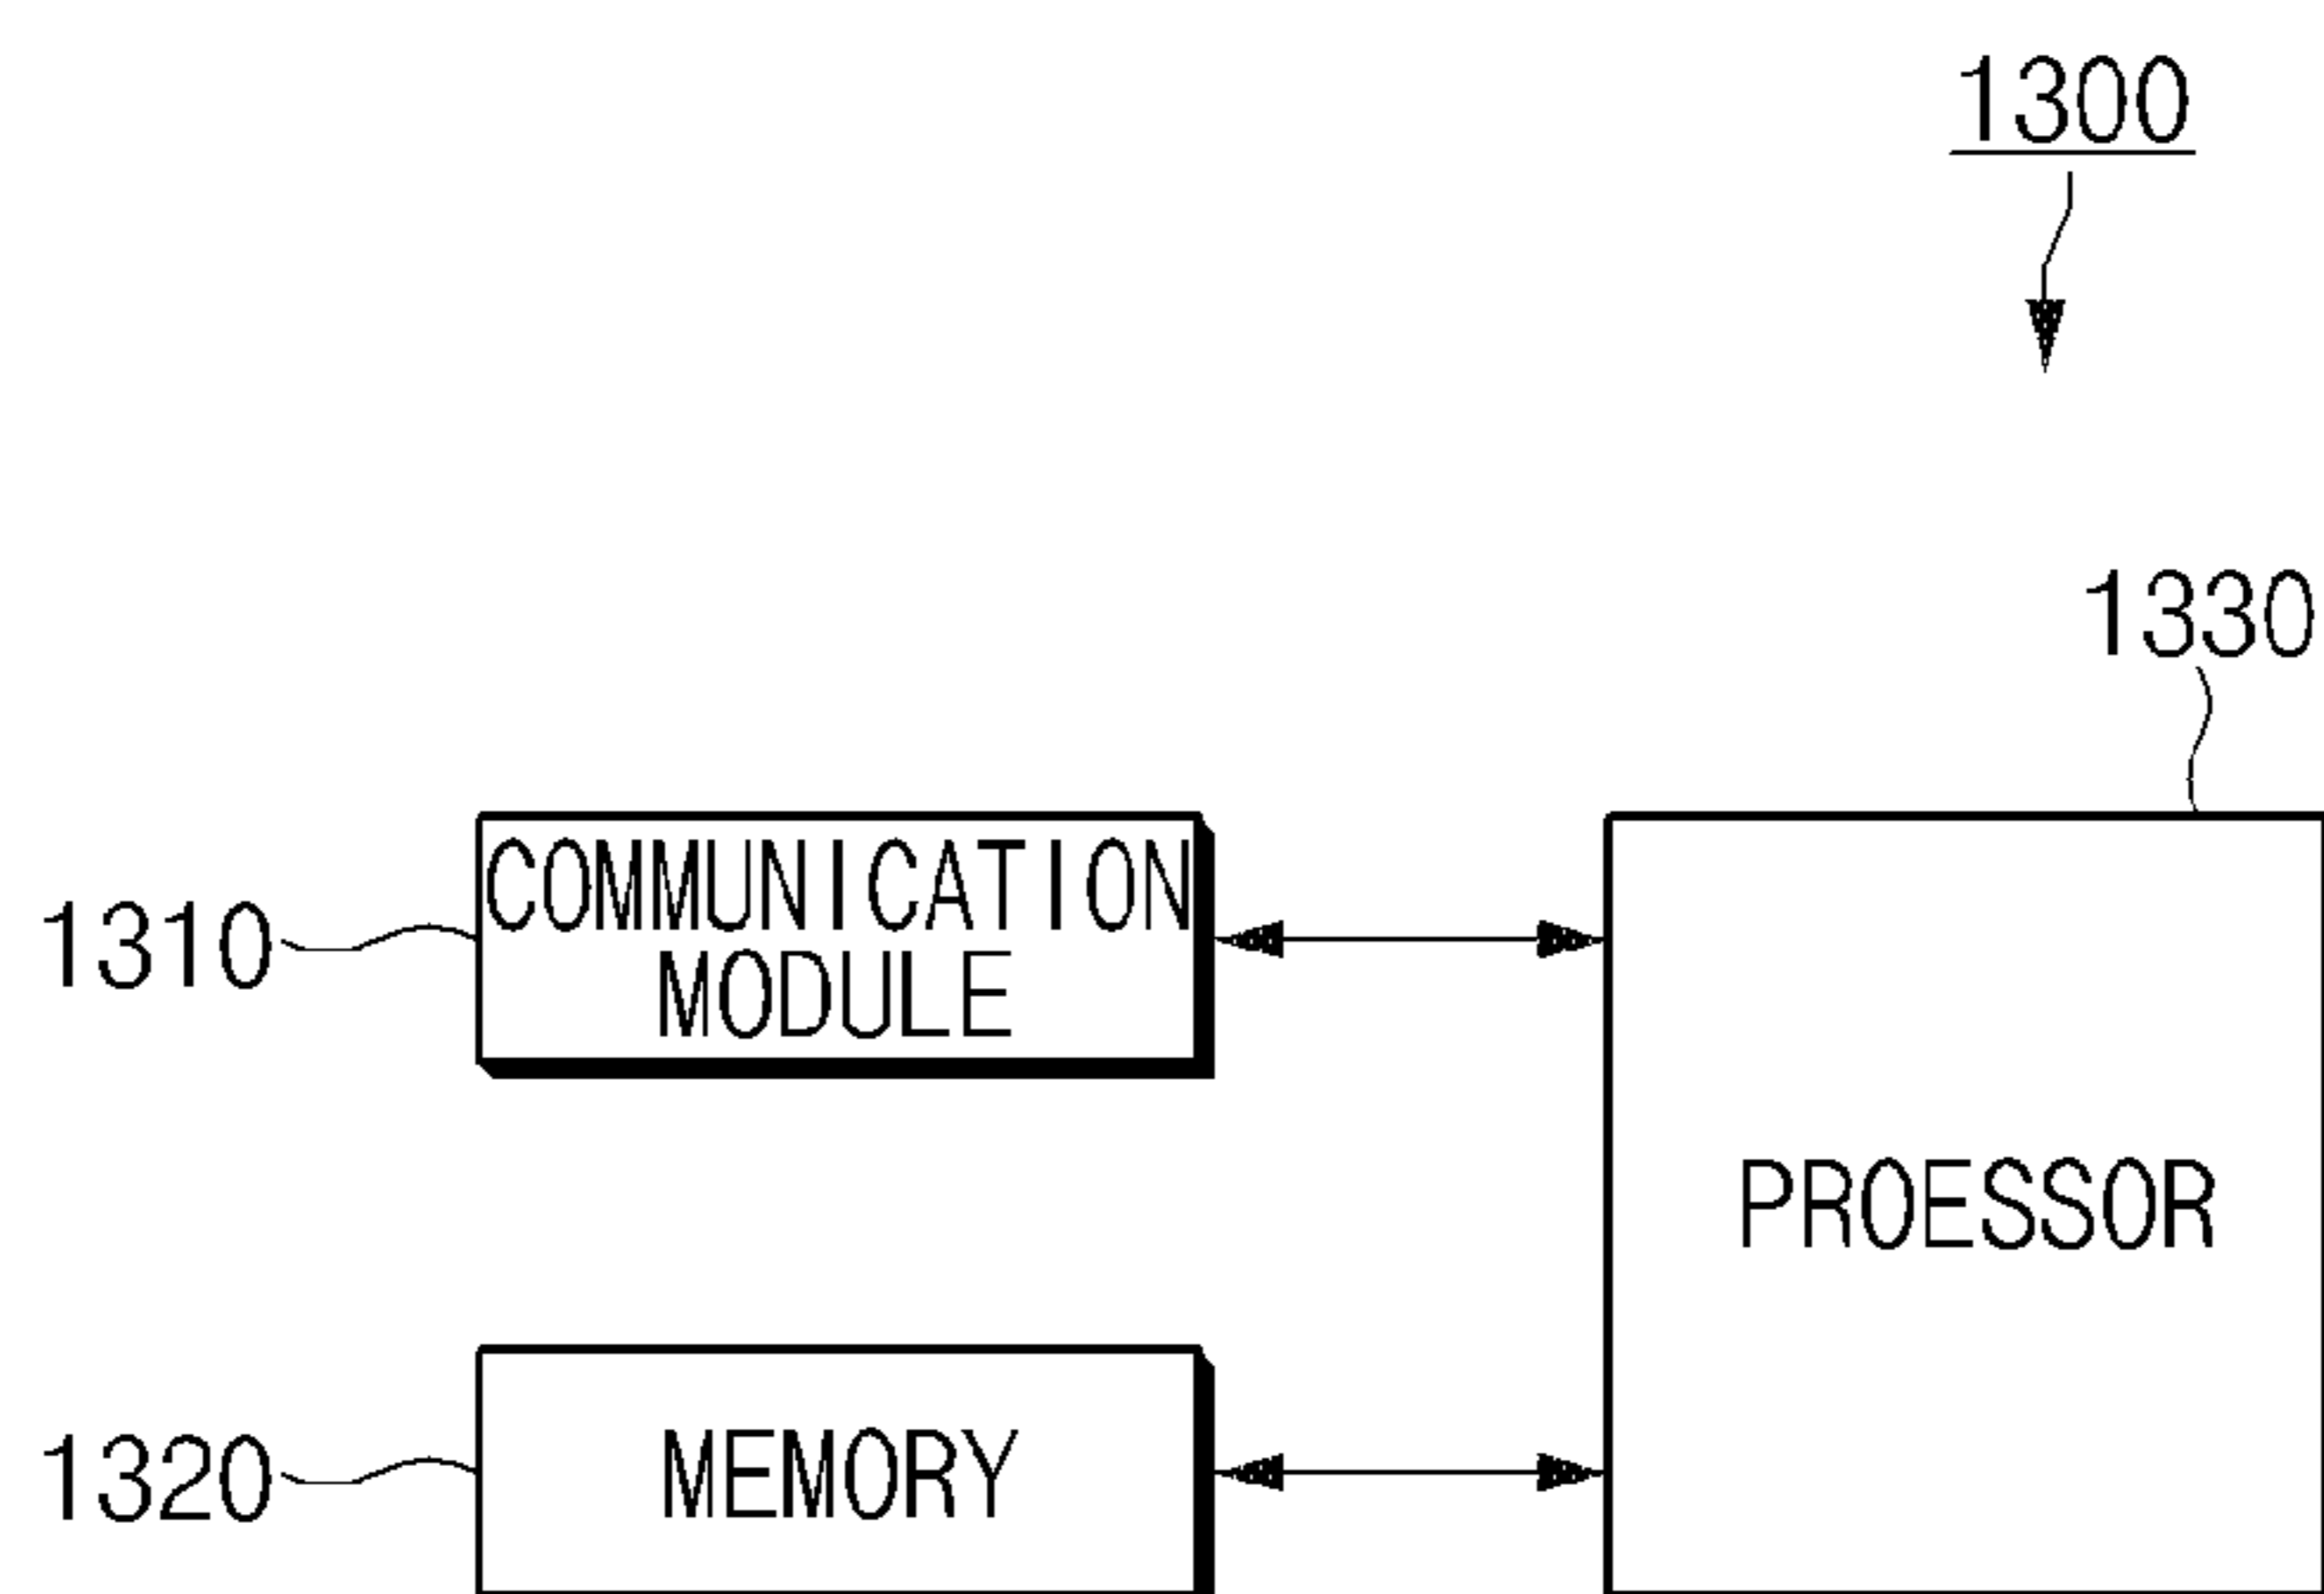 1300
1330
1310
COMMUNICATION
MODULE
PROESSOR
1320
MEMORY